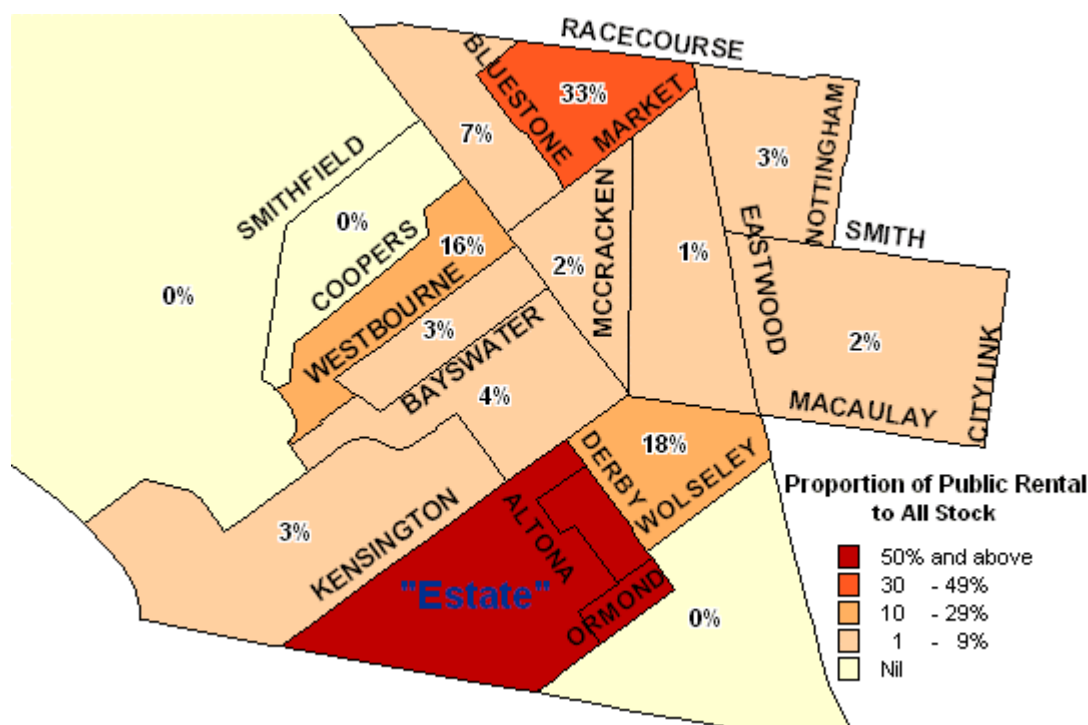 RACECOURSE
BLUESTONE
33%
MARKET
7%
SMITHFIELD
3%
NOTTINGHAM
0%
COOPERS
16%
MCCRACKEN
2%
1%
EASTWOOD
SMITH
0%
WESTBOURNE
3%
BAYSWATER
4%
2%
CITYLINK
MACAULAY
18%
DERBY
WOLSELEY
KENSINGTON
3%
ALTONA
"Estate"
ORMOND
0%
Proportion of Public Rental
to All Stock
50% and above
30 - 49%
10 - 29%
1 - 9%
Nil